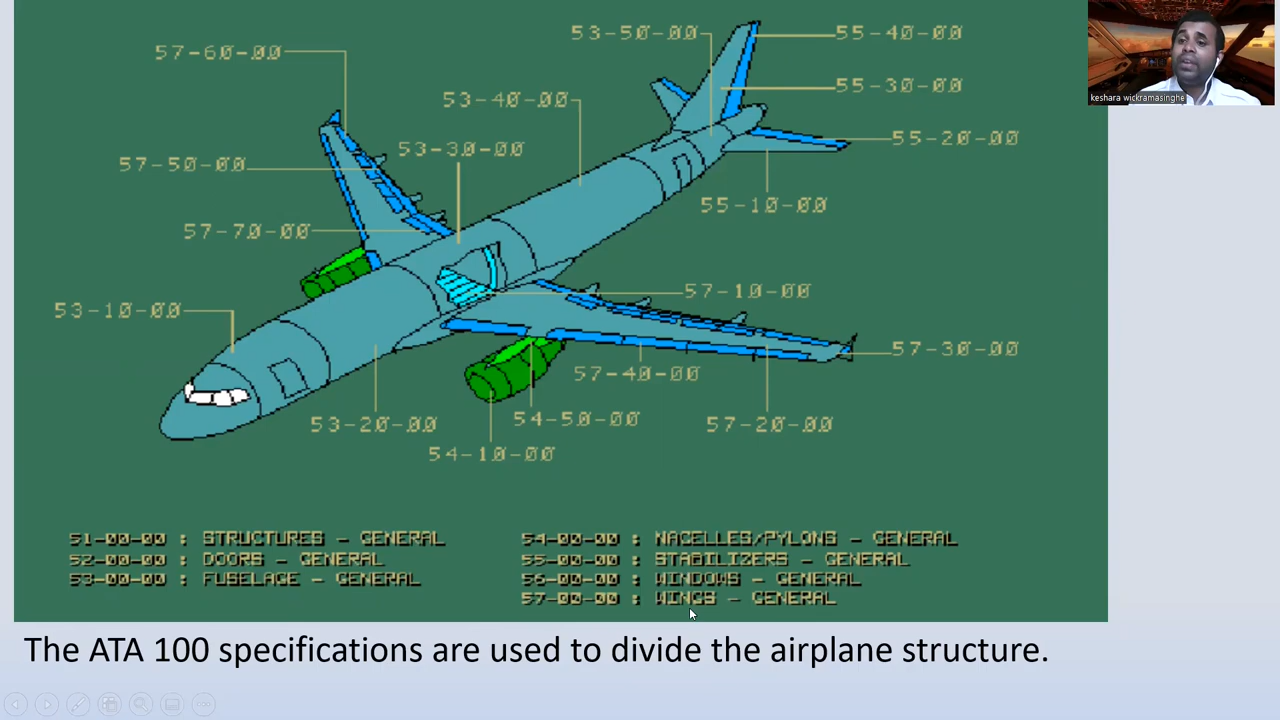 53-50-00
55-40-00
57-60-00
55-30-00
53-40-00
keshara wickramasinghe
55-20-00
53-30-00
57-50-00
55-10-00
57-70-00
57-10-00
53-10-00
57-30-00
57-40-00
54-50-00
53-20-00
57-20-00
54-10-00
51-00-00 : STRUCTURES - GENERAL
52-00-00 : DOORS - GENERAL
53-00-00 : FUSELAGE - GENERAL
54-00-00 : NACELLES/PYLONS - GENERAL
55-00-00 : STABILIZERS - GENERAL
56-00-00 : WINDOWS - GENERAL
57-00-00 : WINGS - GENERAL
The ATA 100 specifications are used to divide the airplane structure.